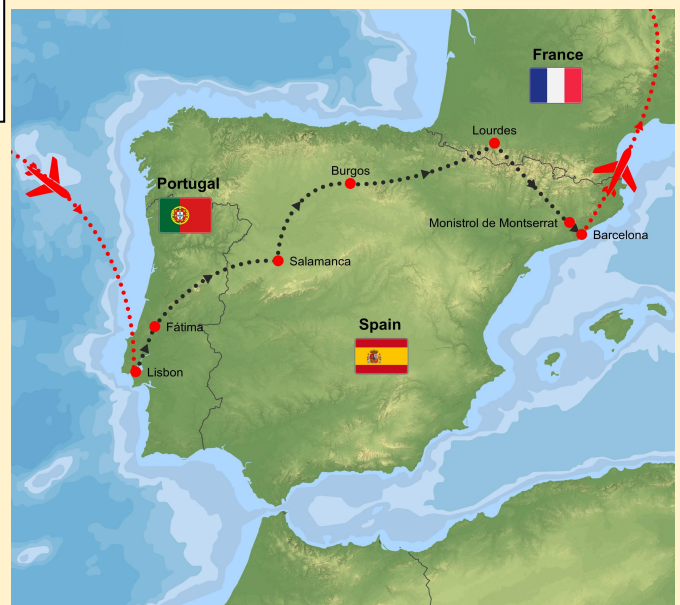 France
Lourdes
Burgos
Portugal
Monistrol de Montserrat
Barcelona
Salamanca
Fátima
Spain
Lisbon